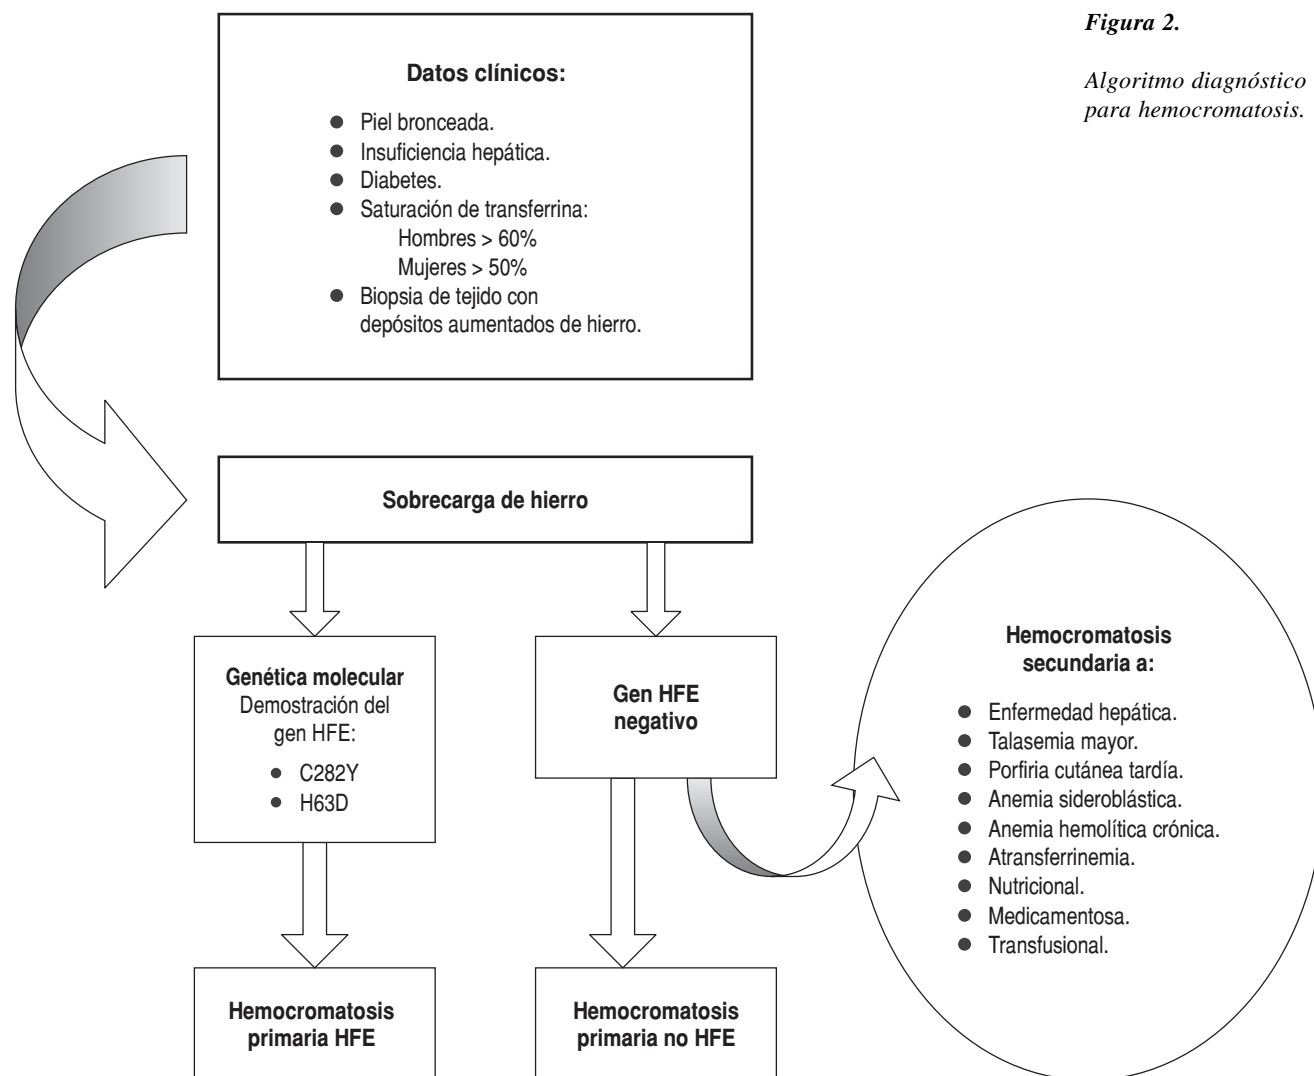 Figura 2.
Algoritmo diagnóstico
para hemocromatosis.
Datos clínicos:
● Piel bronceada.
● Insuficiencia hepática.
● Diabetes.
● Saturación de transferrina:
Hombres > 60%
Mujeres > 50%
● Biopsia de tejido con
depósitos aumentados de hierro.
Sobrecarga de hierro
Genética molecular
Demostración del
gen HFE:
● C282Y
● H63D
Gen HFE
negativo
Hemocromatosis
secundaria a:
● Enfermedad hepática.
● Talasemia mayor.
● Porfiria cutánea tardía.
● Anemia sideroblástica.
● Anemia hemolítica crónica.
● Atransferrinemia.
● Nutricional.
● Medicamentosa.
● Transfusional.
Hemocromatosis
primaria HFE
Hemocromatosis
primaria no HFE